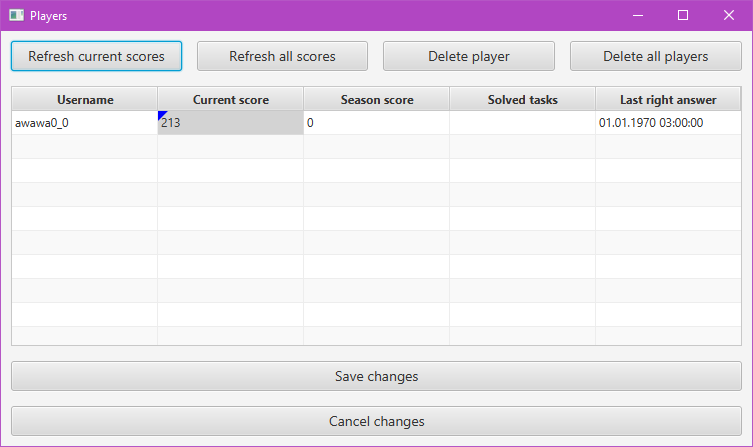 Players
Refresh current scores Refresh all scores Delete player Delete all players
Username Current score Season score Solved tasks Last right answer
awawa0_0 213 0 01.01.1970 03:00:00
Save changes
Cancel changes